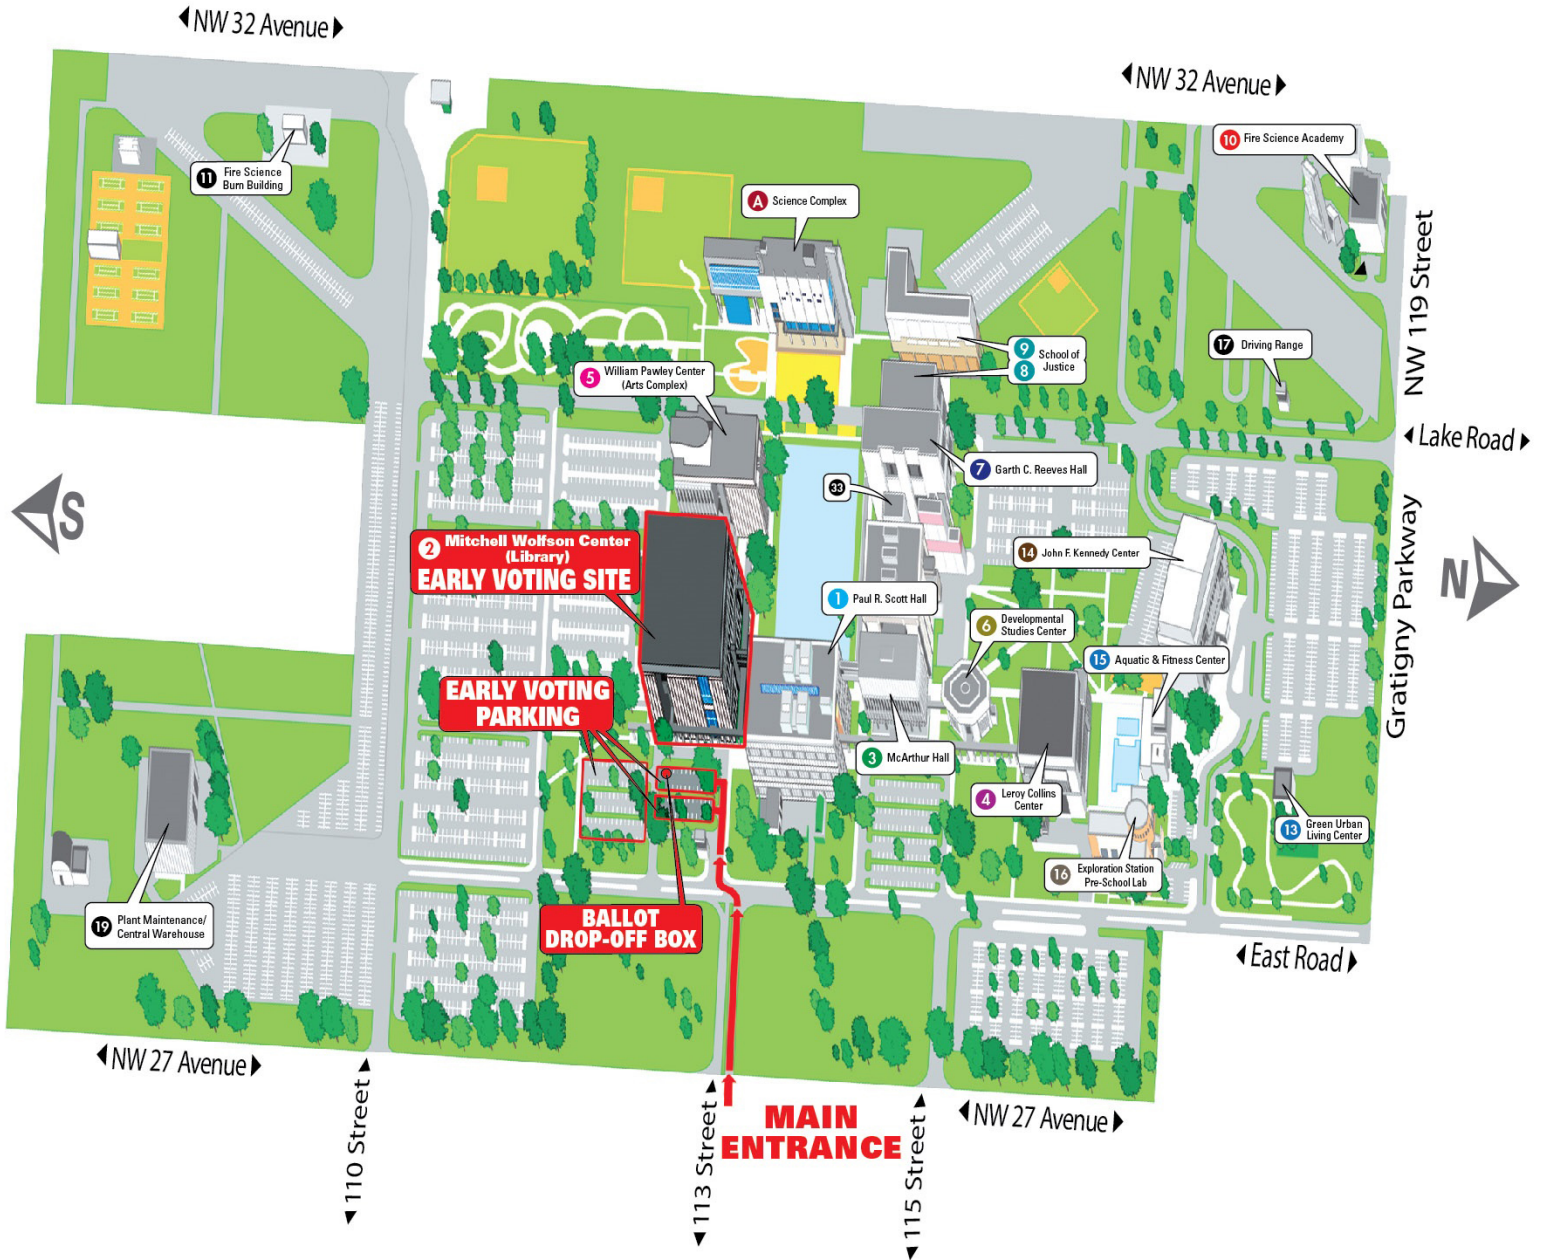 NW 32 Avenue
NW 32 Avenue
10 Fire Science Academy
11 Fire Science
Burn Building
A Science Complex
NW 119 Street
9 School of
8 Justice
17 Driving Range
5 William Pawley Center
(Arts Complex)
Lake Road
7 Garth C. Reeves Hall
33
S
2 Mitchell Wolfson Center
(Library)
EARLY VOTING SITE
14 John F. Kennedy Center
N
Gratigny Parkway
1 Paul R. Scott Hall
6 Developmental
Studies Center
15 Aquatic & Fitness Center
EARLY VOTING
PARKING
3 McArthur Hall
4 Leroy Collins
Center
13 Green Urban
Living Center
16 Exploration Station
Pre-School Lab
19 Plant Maintenance/
Central Warehouse
BALLOT
DROP-OFF BOX
East Road
NW 27 Avenue
110 Street
113 Street
MAIN
ENTRANCE
115 Street
NW 27 Avenue